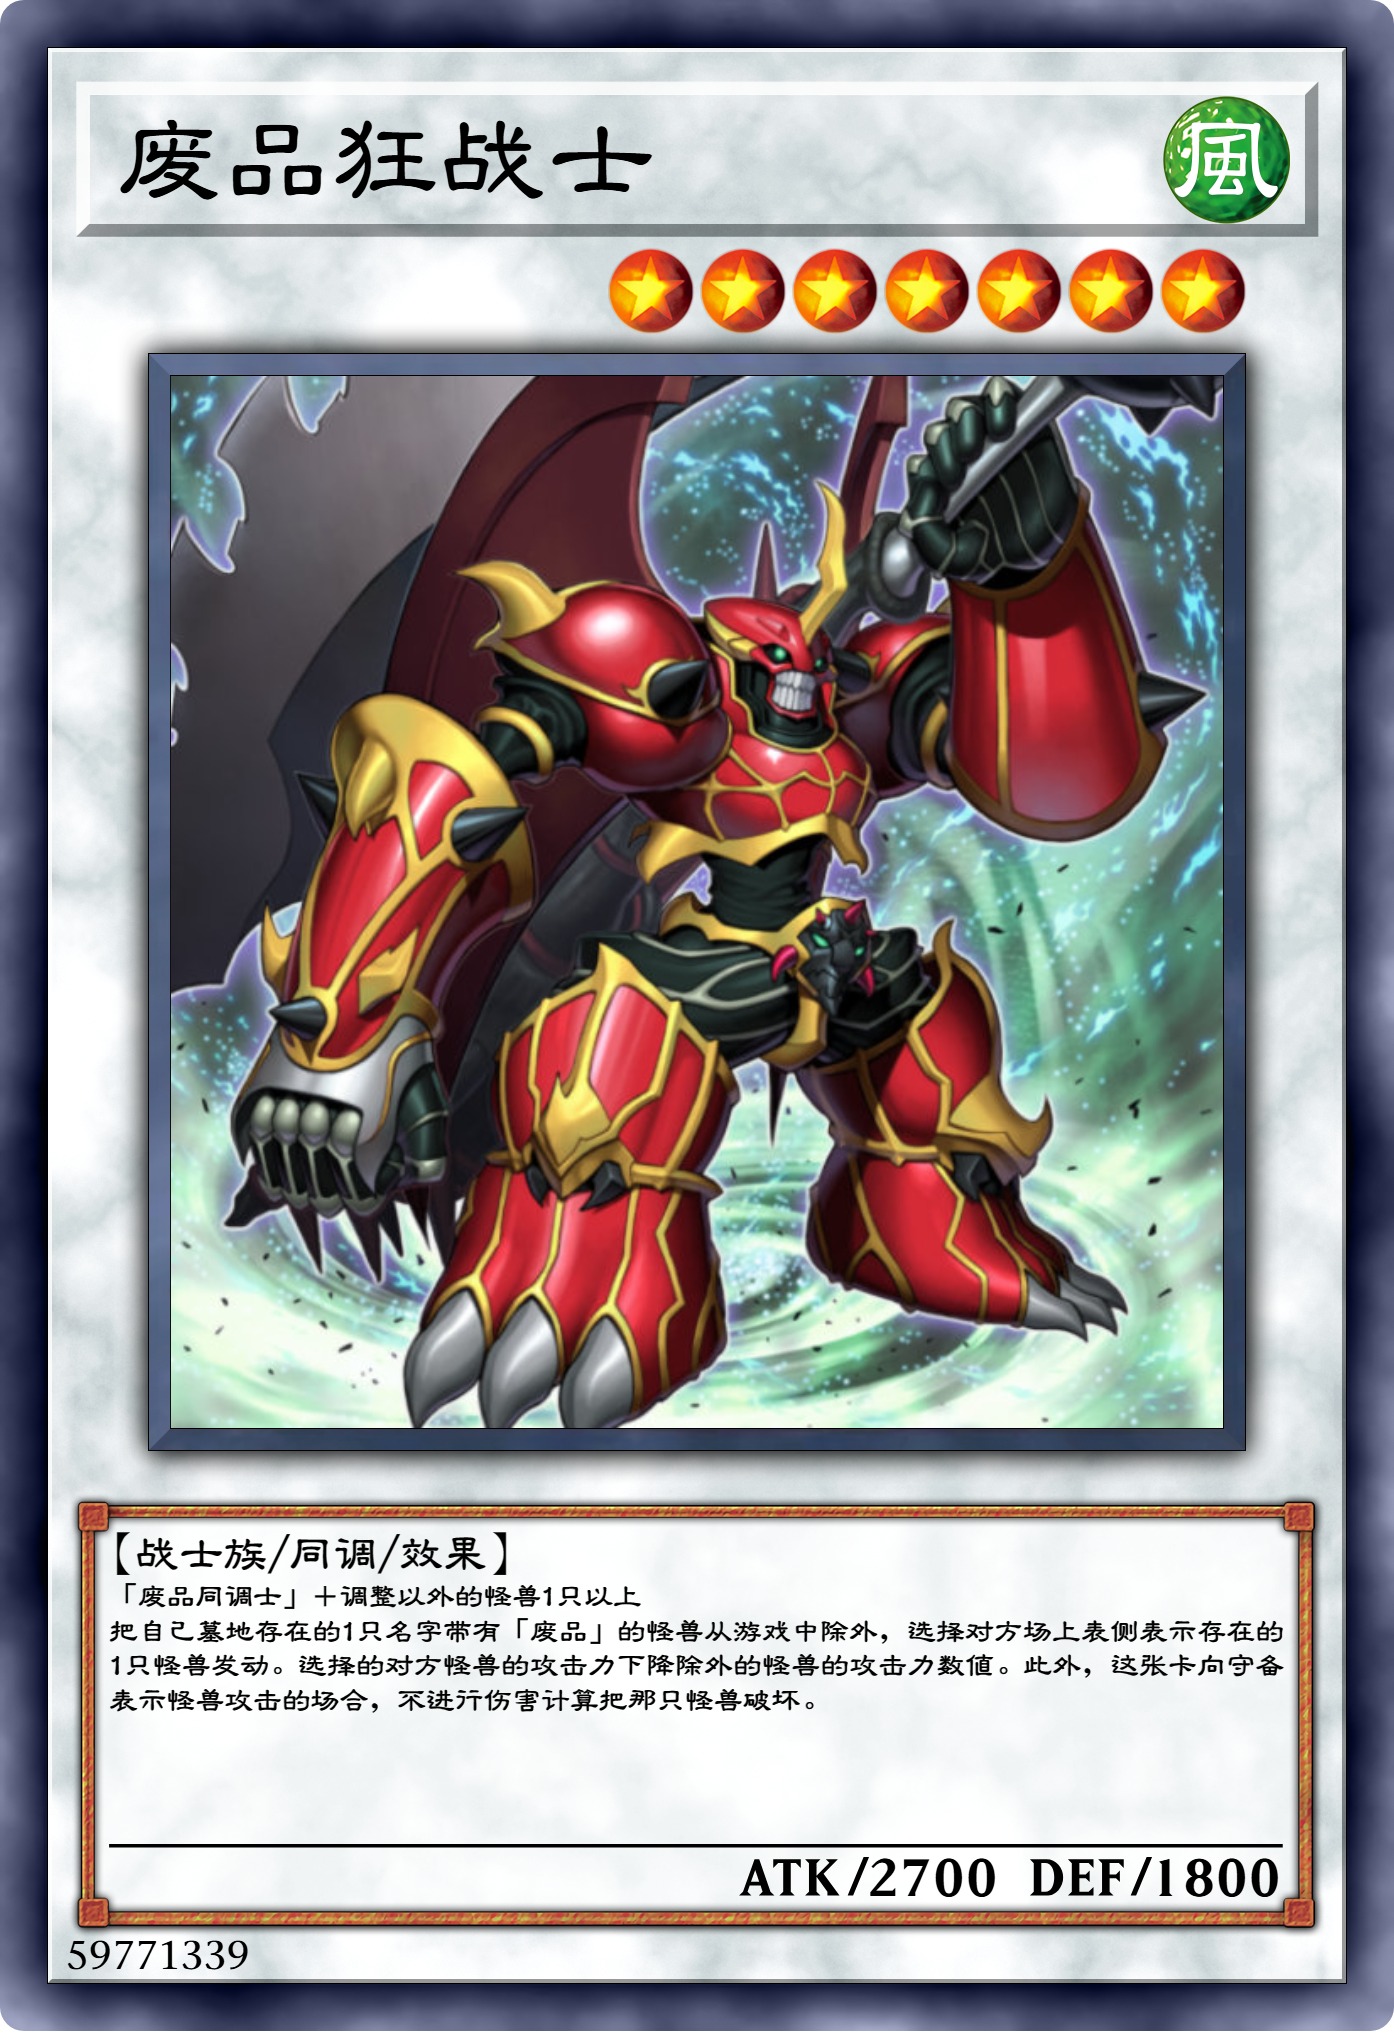 废品狂战士
風
【战士族/同调/效果】
「废品同调士」＋调整以外的怪兽1只以上
把自己墓地存在的1只名字带有「废品」的怪兽从游戏中除外，选择对方场上表侧表示存在的
1只怪兽发动。选择的对方怪兽的攻击力下降除外的怪兽的攻击力数值。此外，这张卡向守备
表示怪兽攻击的场合，不进行伤害计算把那只怪兽破坏。
ATK/2700 DEF/1800
59771339